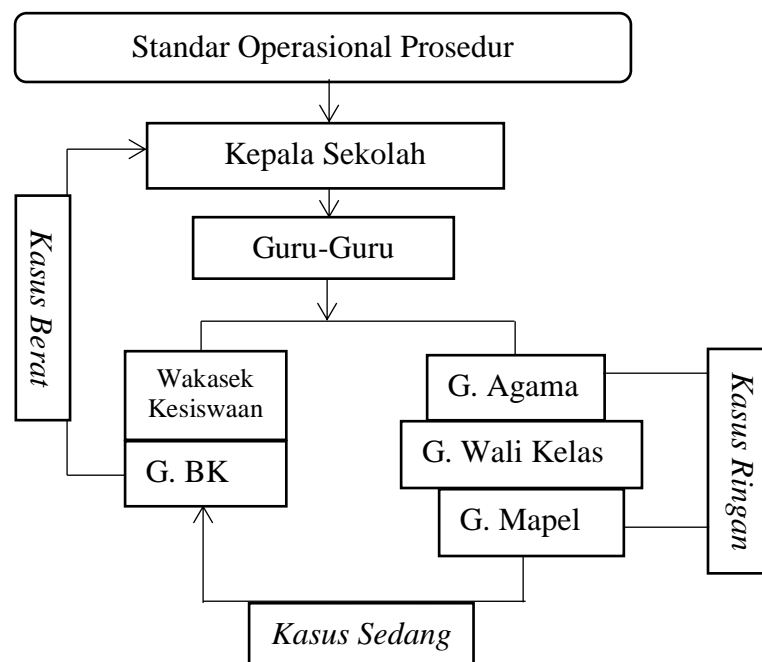 Standar Operasional Prosedur
Kepala Sekolah
Guru-Guru
Kasus Berat
Wakasek
Kesiswaan
G. BK
G. Agama
G. Wali Kelas
G. Mapel
Kasus Ringan
Kasus Sedang